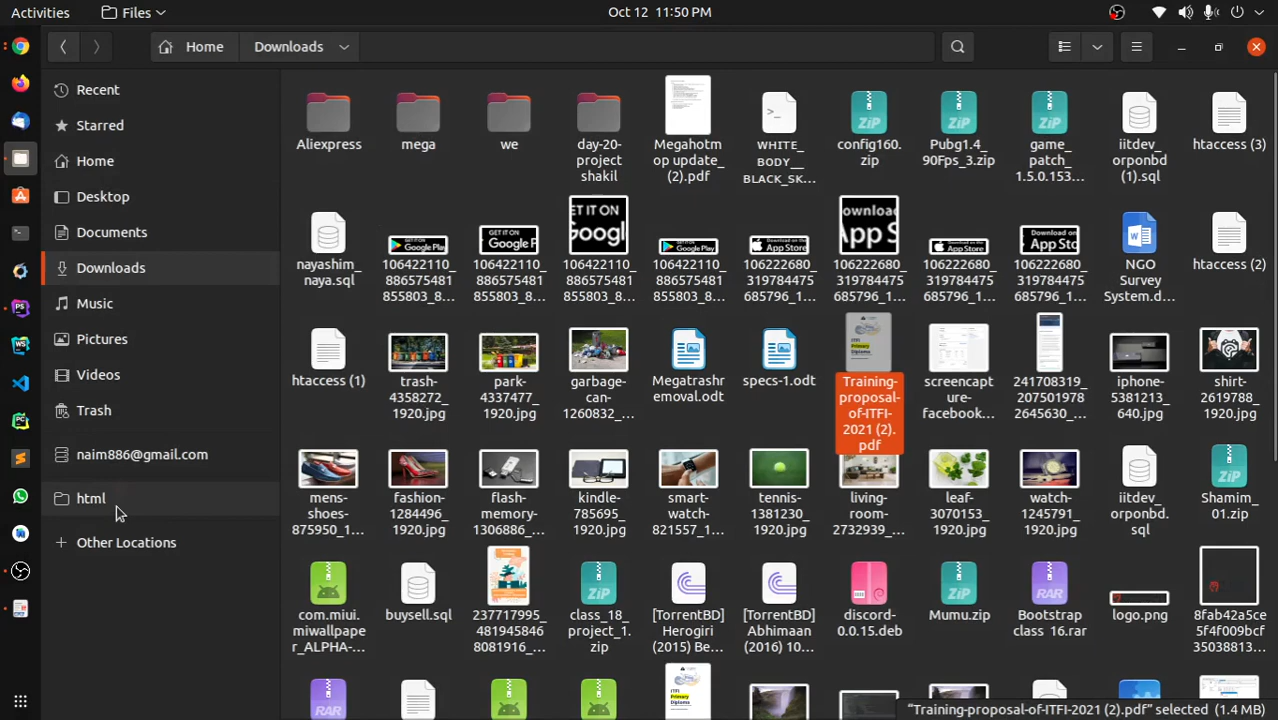 Activities Files Oct 12 11:50 PM
Home Downloads
Recent
Starred
Home
Desktop
Documents
Downloads
Music
Pictures
Videos
Trash
naim886@gmail.com
html
Other Locations
Aliexpress
mega
we
day-20-
project
shakil
Megahotm
op update_
(2).pdf
WHITE_
BODY__
BLACK_SK...
config160.
zip
Pubg1.4_
90Fps_3.zip
game_
patch_
1.5.0.153...
iitdev_
orponbd
(1).sql
htaccess (3)
nayashim_
naya.sql
106422110_
886575481
855803_8...
106422110_
886575481
855803_8...
106422110_
886575481
855803_8...
106422110_
886575481
855803_8...
106222680_
319784475
685796_1...
106222680_
319784475
685796_1...
106222680_
319784475
685796_1...
106222680_
319784475
685796_1...
NGO
Survey
System.d...
htaccess (2)
htaccess (1)
trash-
4358272_
1920.jpg
park-
4337477_
1920.jpg
garbage-
can-
1260832_...
Megatrashr
emoval.odt
specs-1.odt
Training-
proposal-
of-ITFI-
2021 (2).
pdf
screencapt
ure-
facebook...
241708319_
207501978
2645630_...
iphone-
5381213_
640.jpg
shirt-
2619788_
1920.jpg
mens-
shoes-
875950_1...
fashion-
1284496_
1920.jpg
flash-
memory-
1306886_...
kindle-
785695_
1920.jpg
smart-
watch-
821557_...
tennis-
1381230_
1920.jpg
living-
room-
2732939_...
leaf-
3070153_
1920.jpg
watch-
1245791_
1920.jpg
iitdev_
orponbd.
sql
Shamim_
01.zip
com.miui.
miwallpape
r_ALPHA-...
buysell.sql
237717995_
481945846
8081916_...
class_18_
project_1.
zip
[TorrentBD]
Herogiri
(2015) Be...
[TorrentBD]
Abhimaan
(2016) 10...
discord-
0.0.15.deb
Mumu.zip
Bootstrap
class_16.rar
logo.png
8fab42a5ce
5f4f009bcf
35038813...
"Training-proposal-of-ITFI-2021 (2).pdf" selected (1.4 MB)